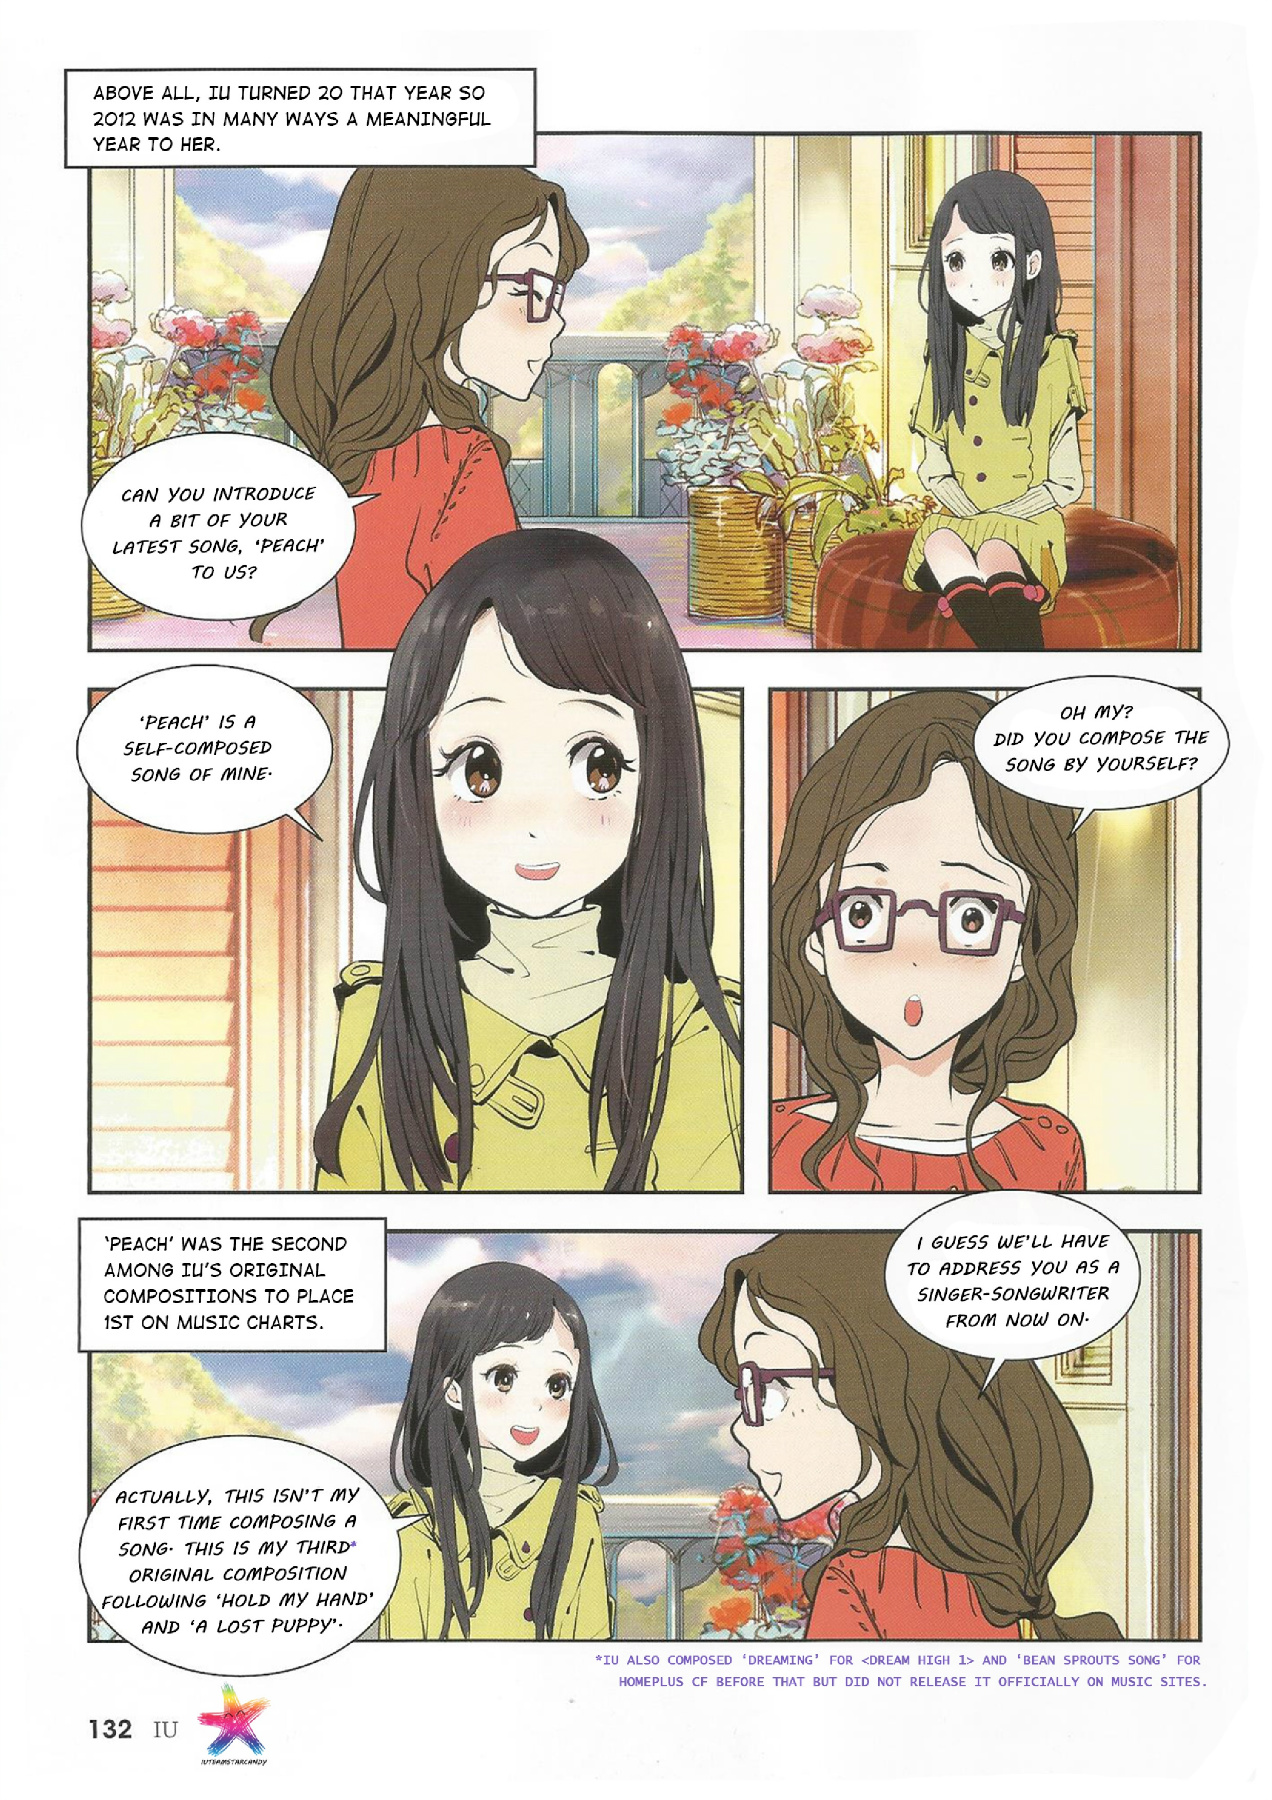 ABOVE ALL, IU TURNED 20 THAT YEAR SO
2012 WAS IN MANY WAYS A MEANINGFUL
YEAR TO HER.
CAN YOU INTRODUCE
A BIT OF YOUR
LATEST SONG, ‘PEACH’
TO US?
‘PEACH’ IS A
SELF-COMPOSED
SONG OF MINE.
OH MY?
DID YOU COMPOSE THE
SONG BY YOURSELF?
‘PEACH’ WAS THE SECOND
AMONG IU’S ORIGINAL
COMPOSITIONS TO PLACE
1ST ON MUSIC CHARTS.
I GUESS WE’LL HAVE
TO ADDRESS YOU AS A
SINGER-SONGWRITER
FROM NOW ON.
ACTUALLY, THIS ISN’T MY
FIRST TIME COMPOSING A
SONG. THIS IS MY THIRD*
ORIGINAL COMPOSITION
FOLLOWING ‘HOLD MY HAND’
AND ‘A LOST PUPPY’.
*IU ALSO COMPOSED ‘DREAMING’ FOR <DREAM HIGH 1> AND ‘BEAN SPROUTS SONG’ FOR
HOMEPLUS CF BEFORE THAT BUT DID NOT RELEASE IT OFFICIALLY ON MUSIC SITES.
132 IU
IUTEAMSTARCANDY